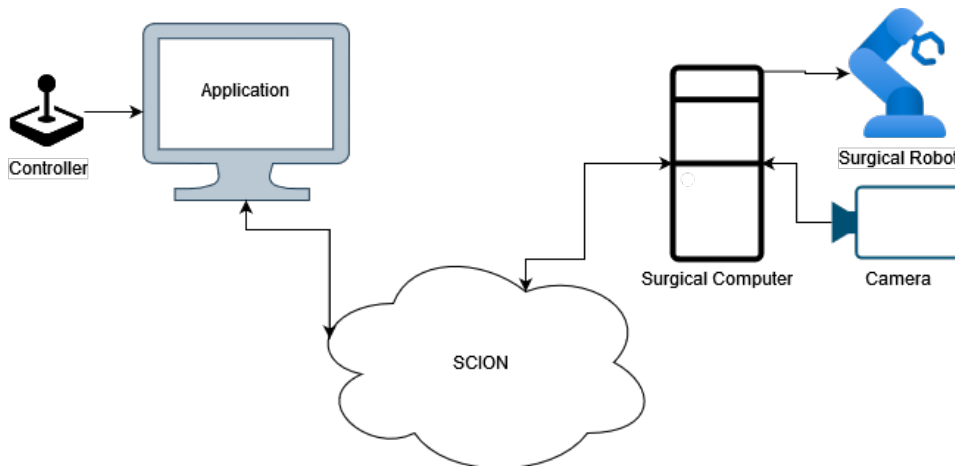 Application
Controller
Surgical Robot
Surgical Computer
Camera
SCION